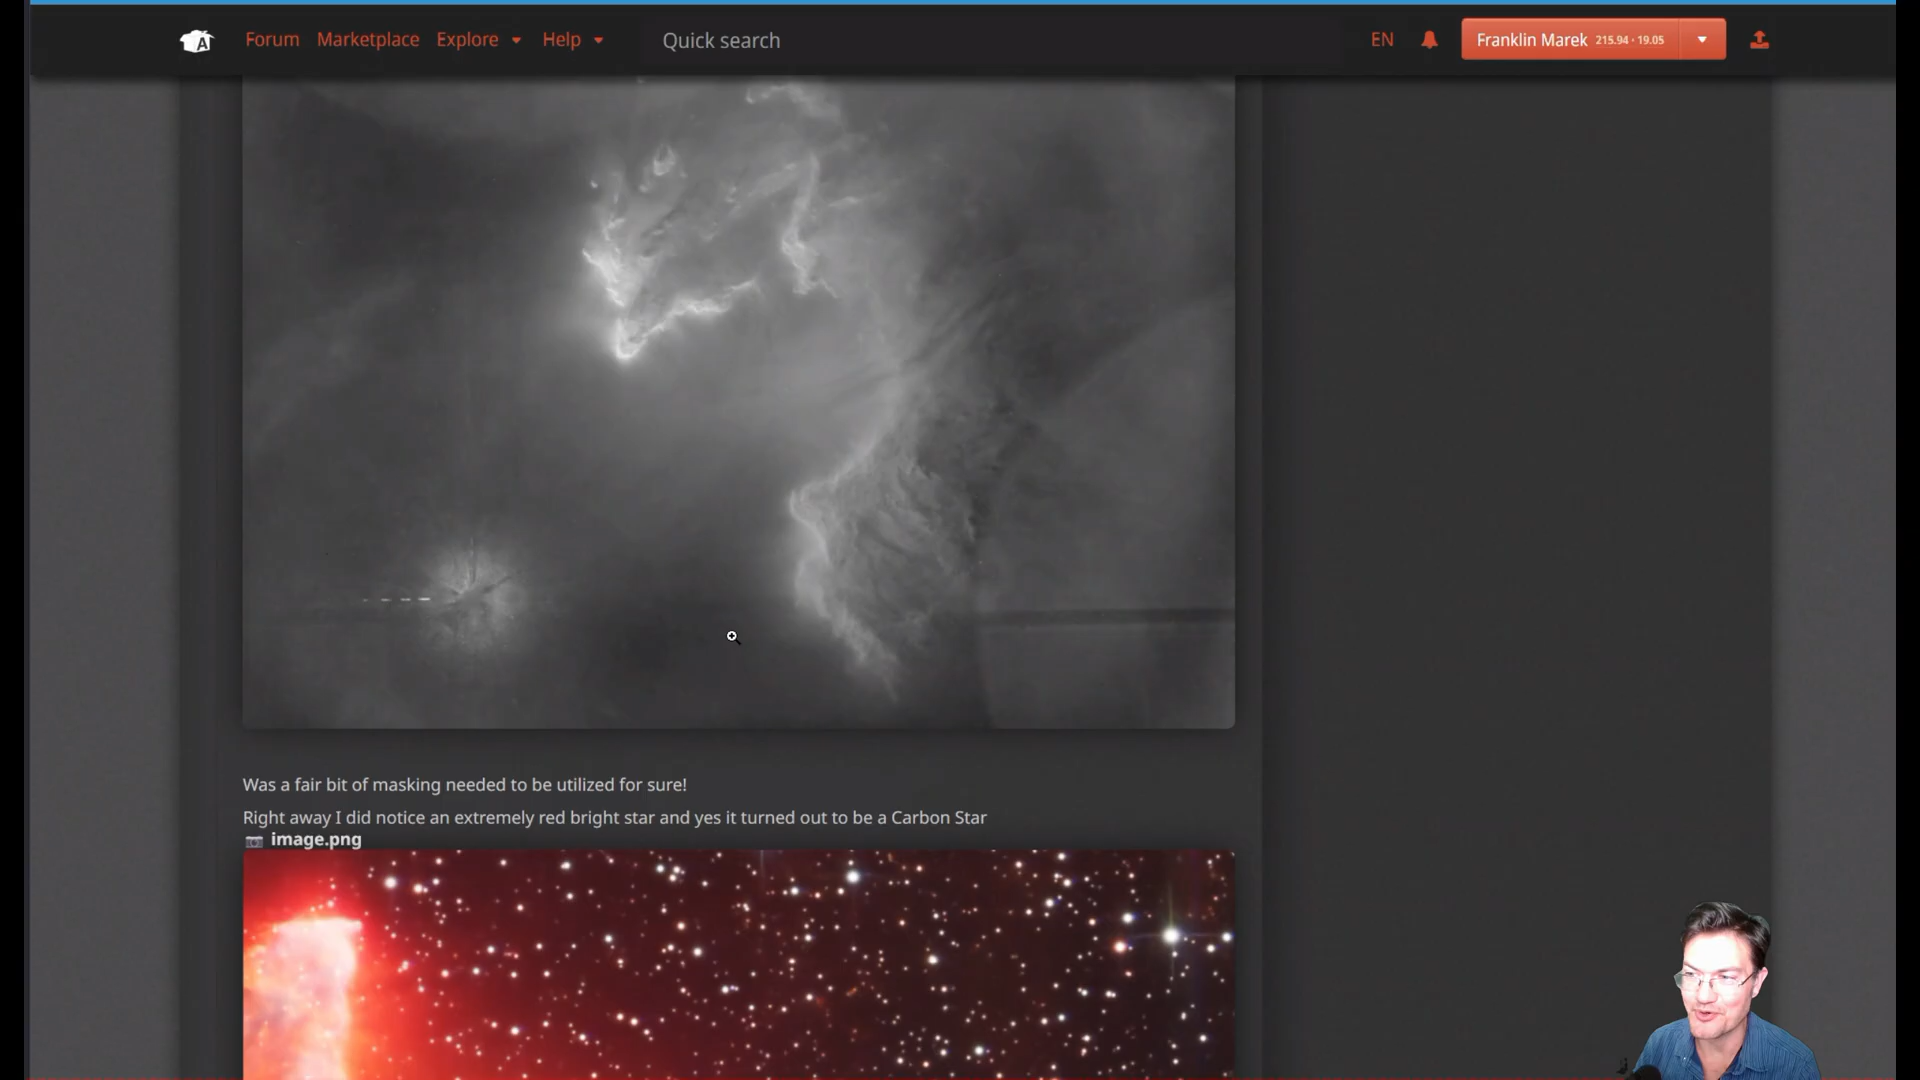 A
Forum
Marketplace
Explore
Help
Quick search
EN
Franklin Marek 215.94 · 19.05
Was a fair bit of masking needed to be utilized for sure!
Right away I did notice an extremely red bright star and yes it turned out to be a Carbon Star
image.png